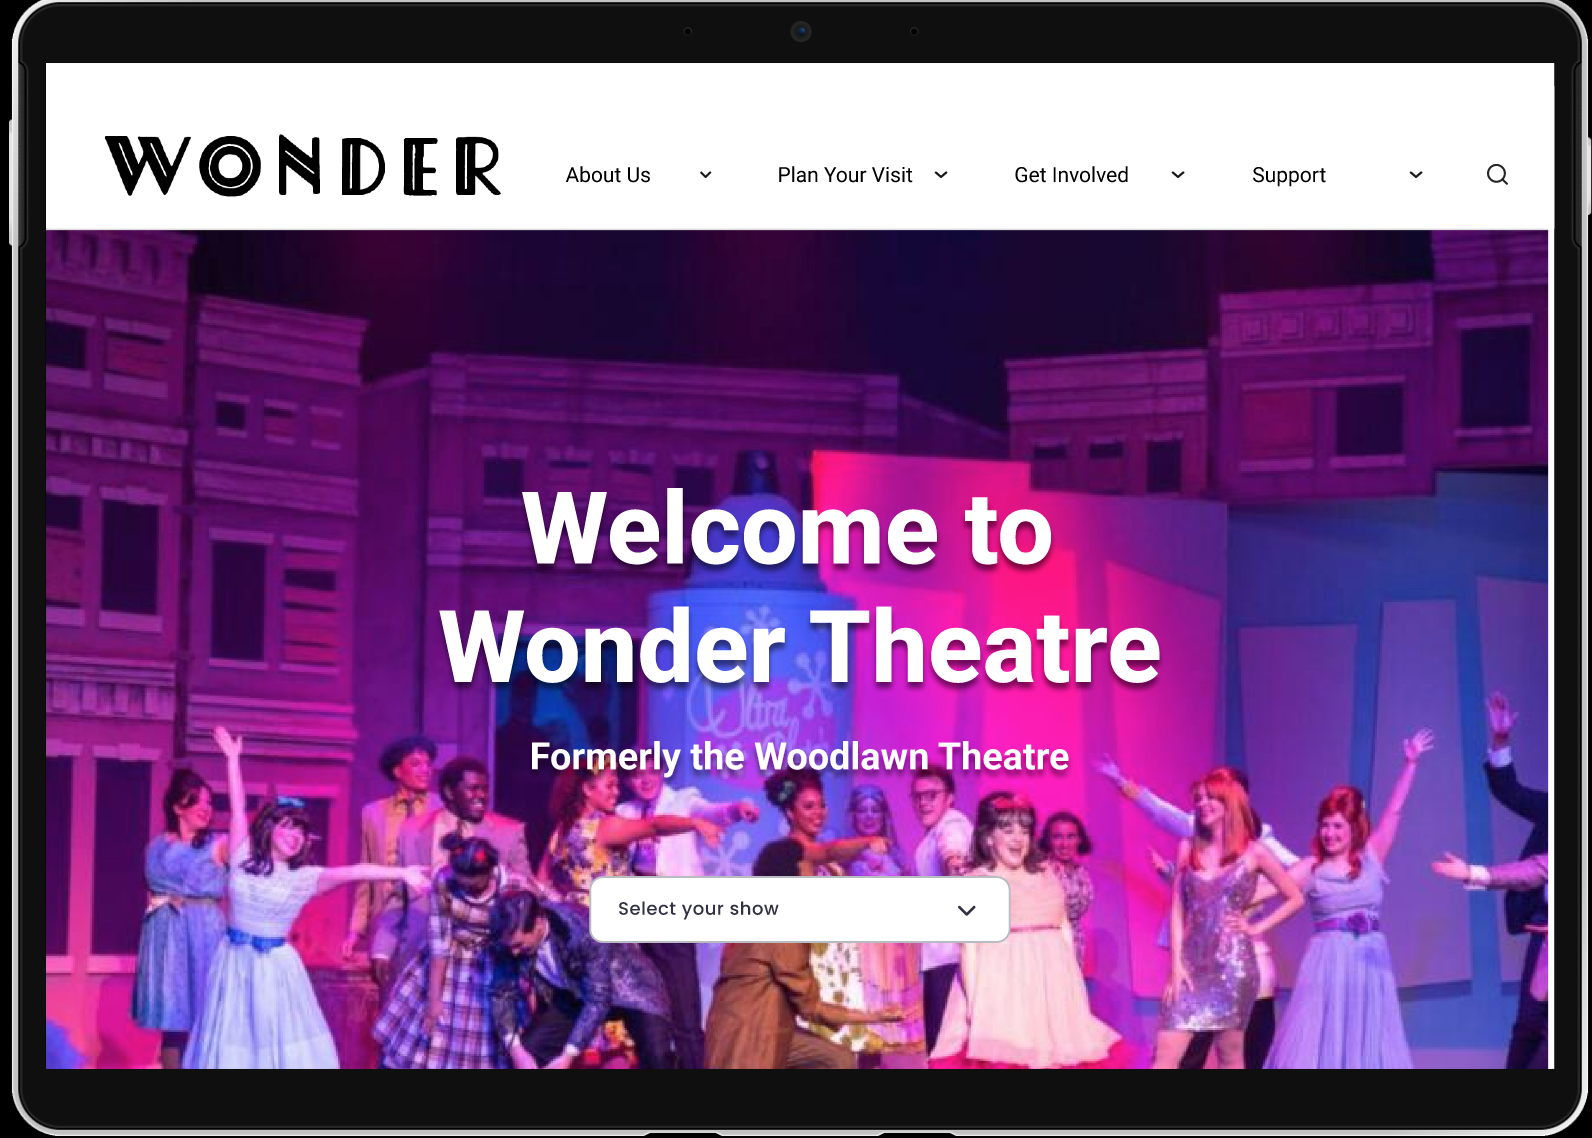 WONDER
About Us
Plan Your Visit
Get Involved
Support
Welcome to
Wonder Theatre
Ultra
Formerly the Woodlawn Theatre
Select your show